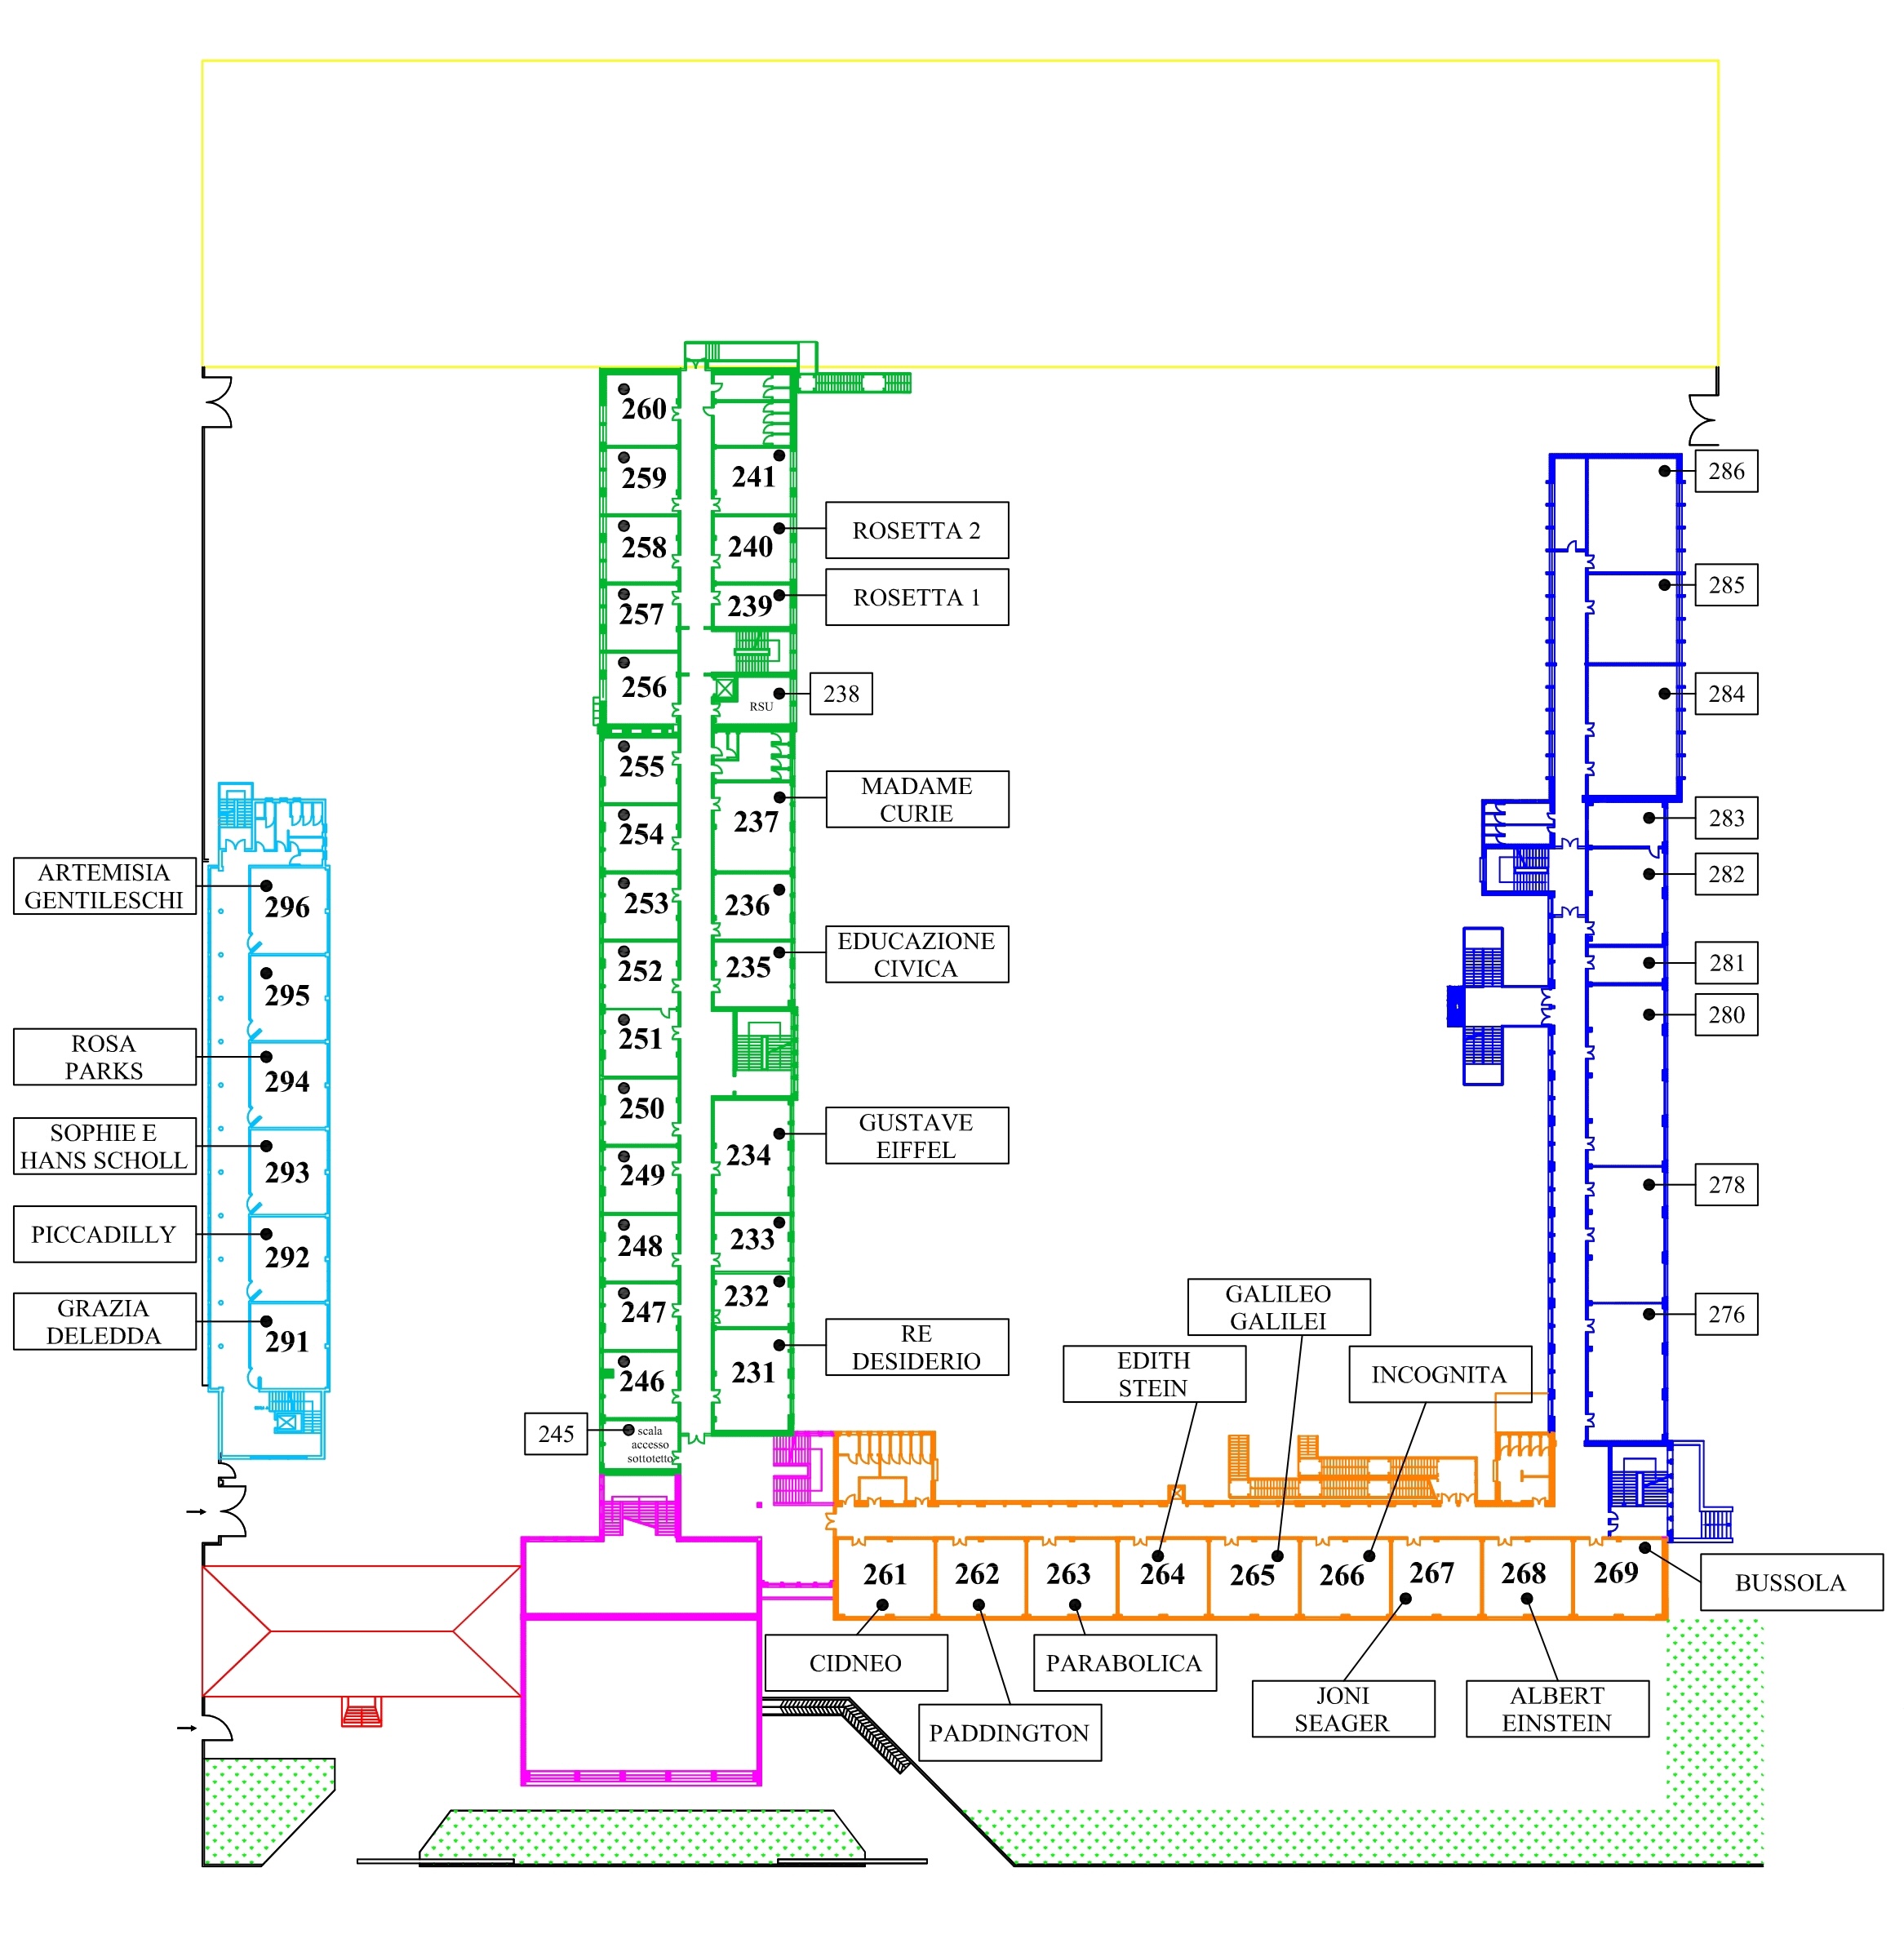 260
259
241
286
258
240
ROSETTA 2
285
257
239
ROSETTA 1
256
RSU
238
284
255
MADAME
CURIE
254
237
283
ARTEMISIA
GENTILESCHI
296
253
236
282
252
235
EDUCAZIONE
CIVICA
281
295
280
ROSA
PARKS
294
251
250
SOPHIE E
HANS SCHOLL
293
249
234
GUSTAVE
EIFFEL
278
PICCADILLY
292
248
233
GRAZIA
DELEDDA
291
247
232
GALILEO
GALILEI
276
246
231
RE
DESIDERIO
EDITH
STEIN
INCOGNITA
245
scala
accesso
sottotetto
261
262
263
264
265
266
267
268
269
BUSSOLA
CIDNEO
PARABOLICA
PADDINGTON
JONI
SEAGER
ALBERT
EINSTEIN